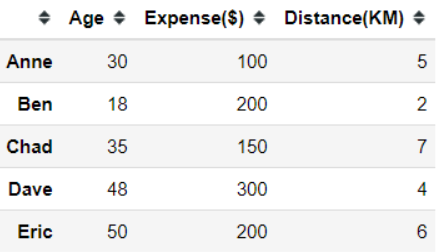 Age Expense($) Distance(KM)
Anne 30 100 5
Ben 18 200 2
Chad 35 150 7
Dave 48 300 4
Eric 50 200 6